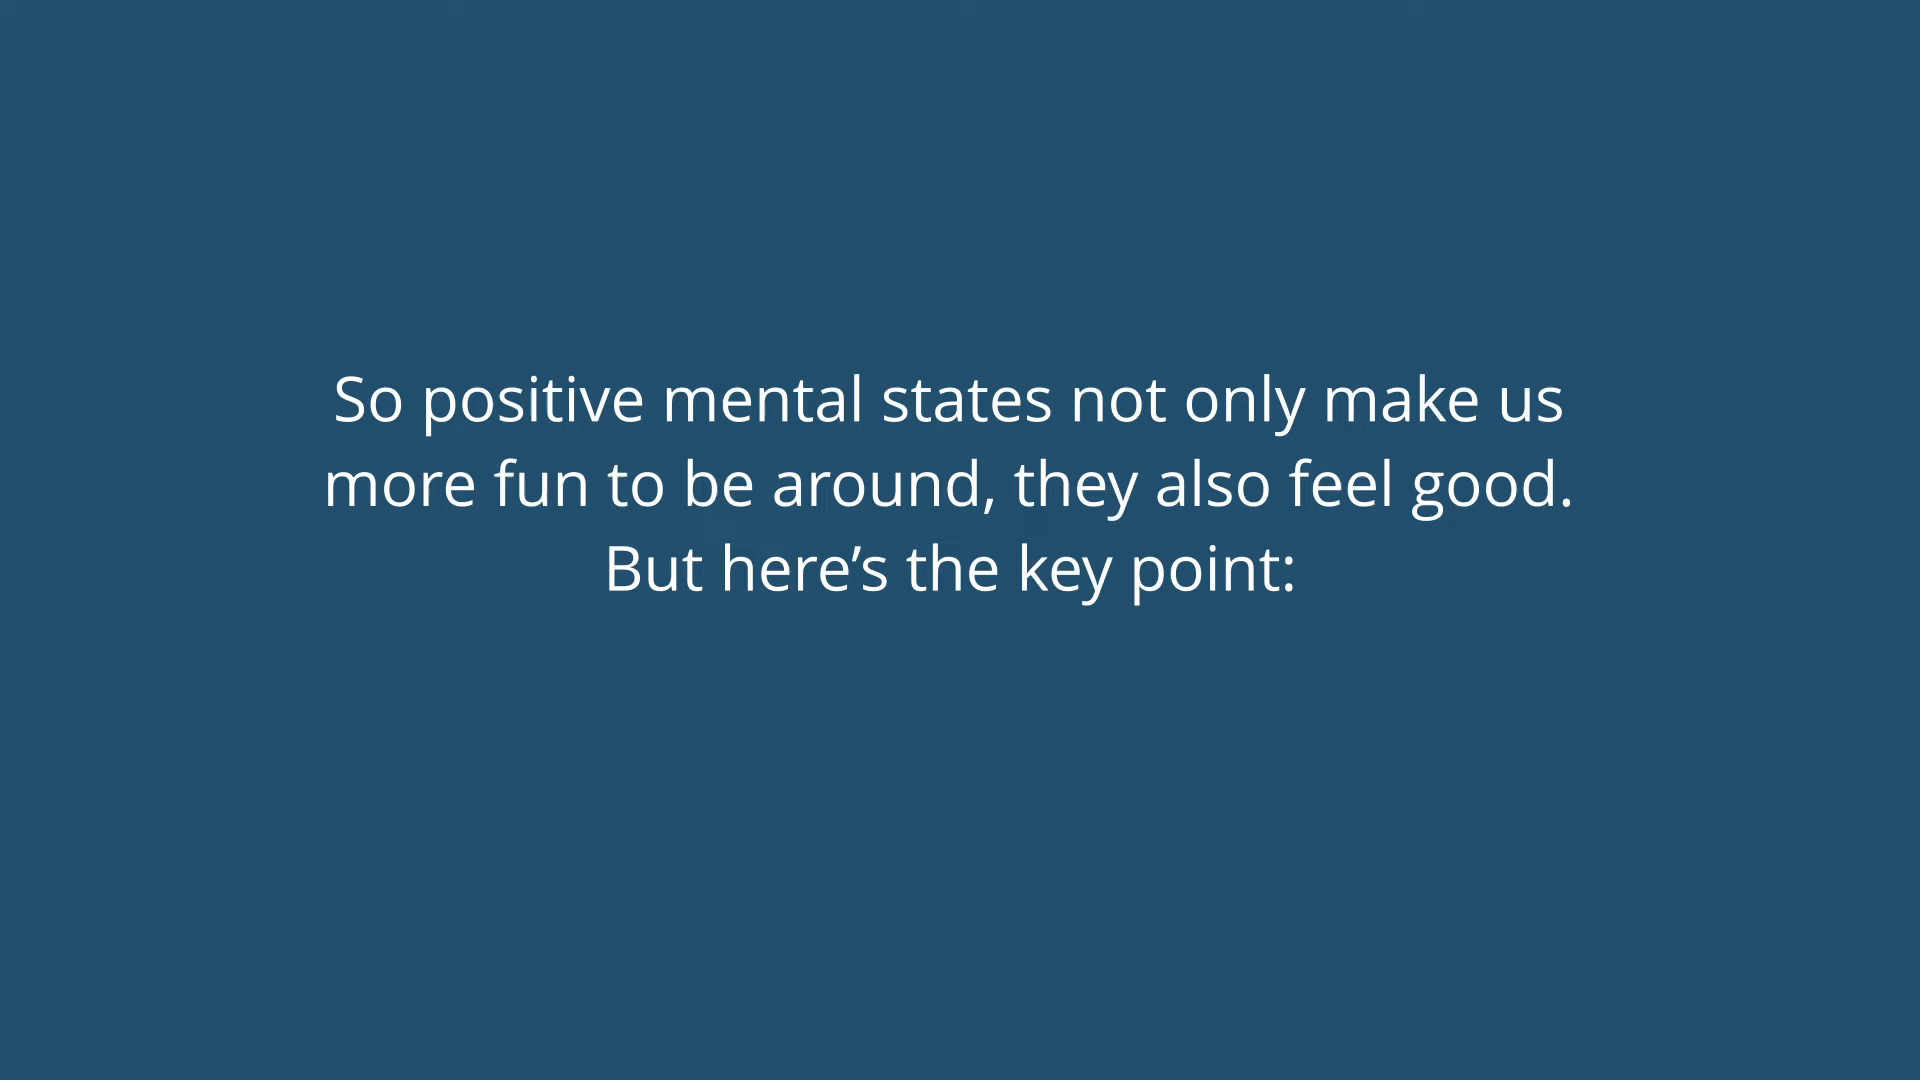 So positive mental states not only make us
more fun to be around, they also feel good.
But here’s the key point: